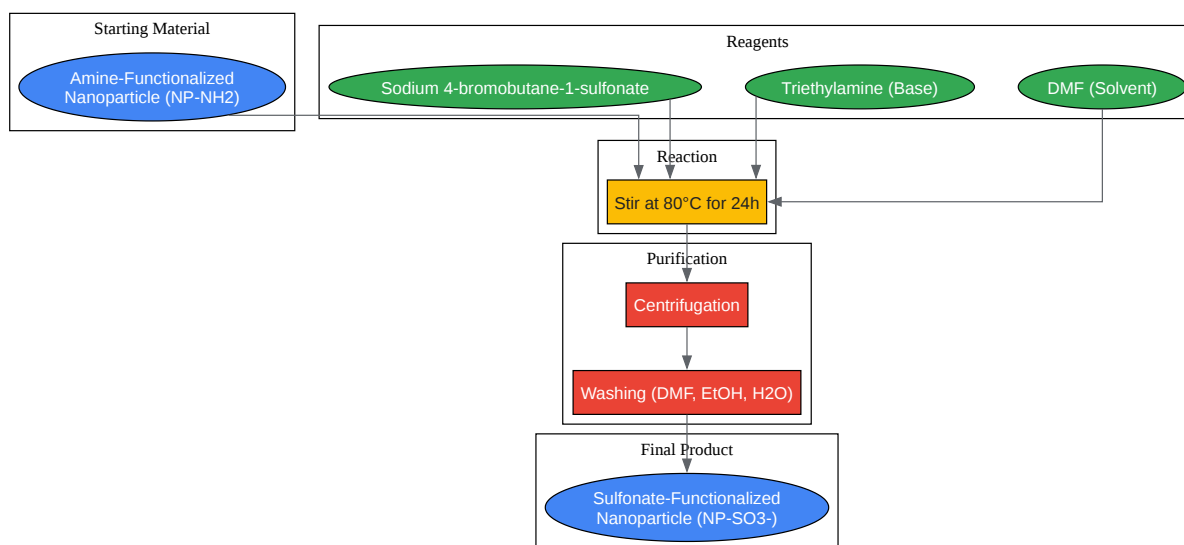 Starting Material
Reagents
Amine-Functionalized
Nanoparticle (NP-NH2)
Sodium 4-bromobutane-1-sulfonate
Triethylamine (Base)
DMF (Solvent)
Reaction
Stir at 80°C for 24h
Purification
Centrifugation
Washing (DMF, EtOH, H2O)
Final Product
Sulfonate-Functionalized
Nanoparticle (NP-SO3-)